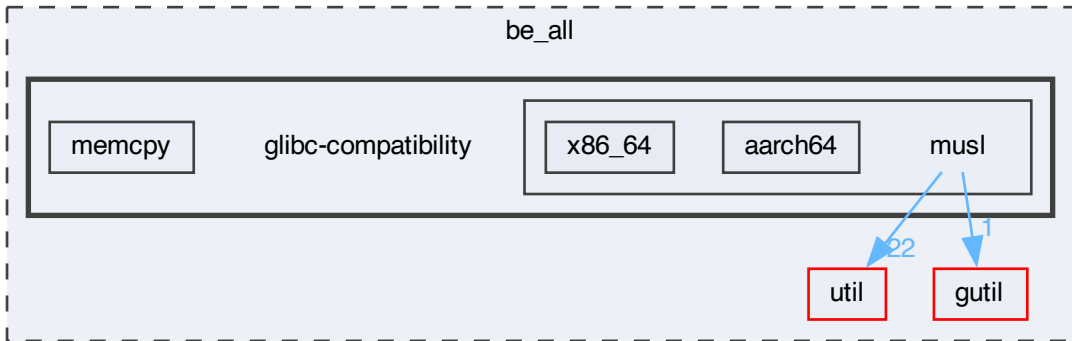 be_all
memcpy
glibc-compatibility
x86_64
aarch64
musl
22
1
util
gutil